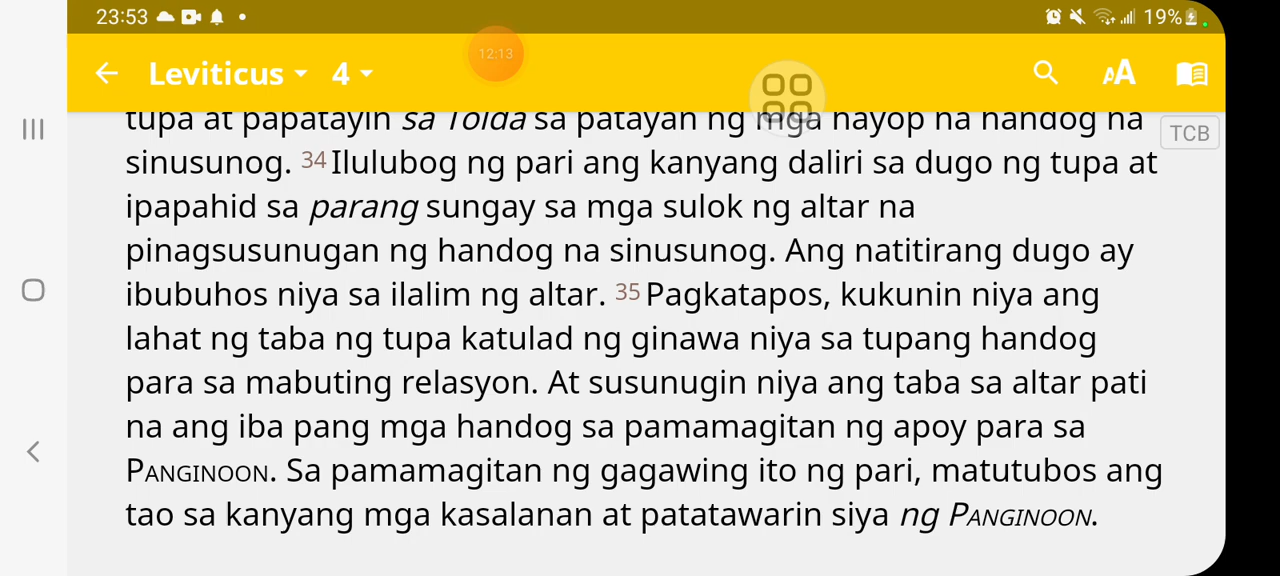 23:53 19%
Leviticus 4 12:13
tupa at papatayin sa Tolda sa patayan ng mga hayop na handog na
TCB
sinusunog. 34 Ilulubog ng pari ang kanyang daliri sa dugo ng tupa at
ipapahid sa parang sungay sa mga sulok ng altar na
pinagsusunugan ng handog na sinusunog. Ang natitirang dugo ay
ibubuhos niya sa ilalim ng altar. 35 Pagkatapos, kukunin niya ang
lahat ng taba ng tupa katulad ng ginawa niya sa tupang handog
para sa mabuting relasyon. At susunugin niya ang taba sa altar pati
na ang iba pang mga handog sa pamamagitan ng apoy para sa
PANGINOON. Sa pamamagitan ng gagawing ito ng pari, matutubos ang
tao sa kanyang mga kasalanan at patatawarin siya ng PANGINOON.